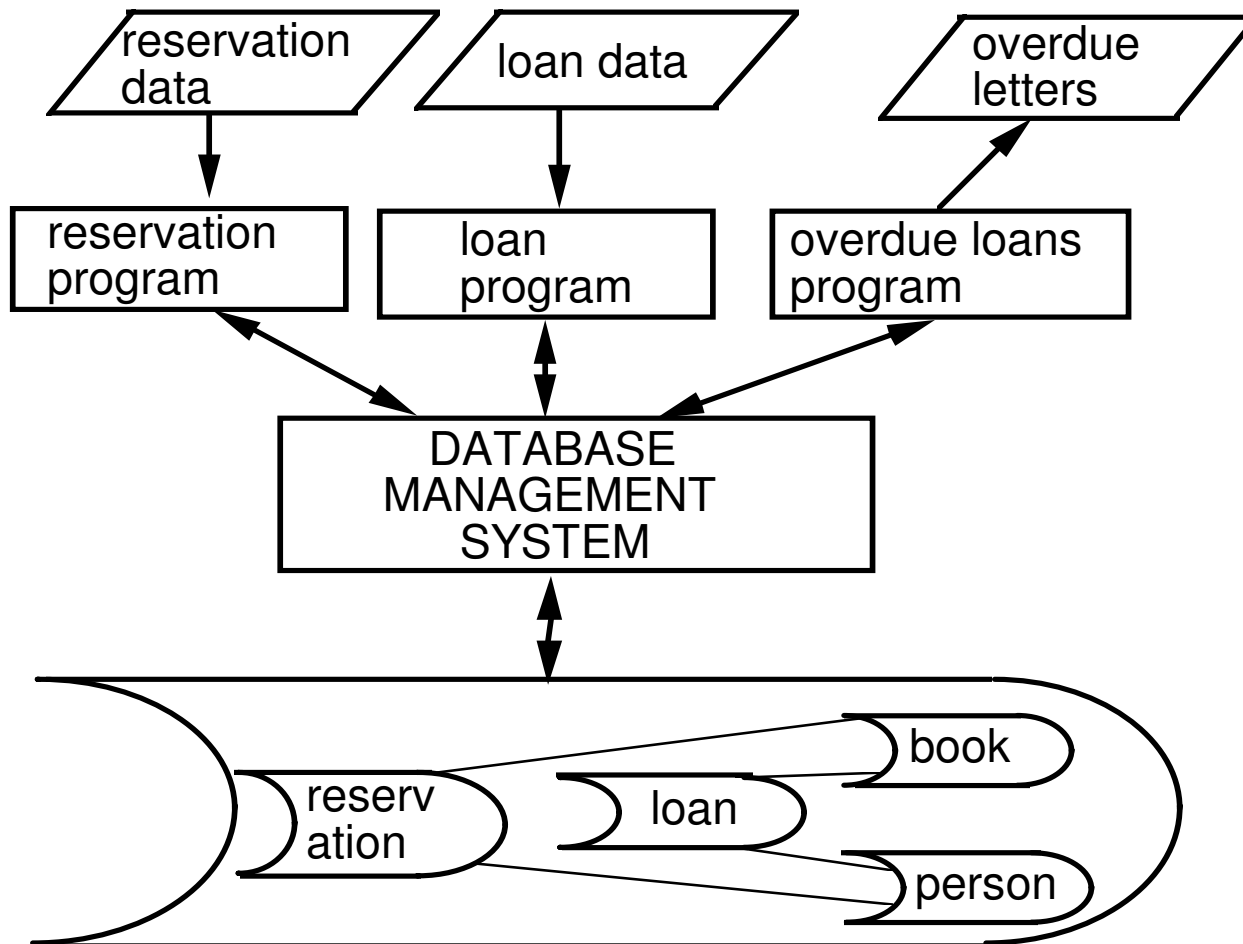 reservation
data
loan data
overdue
letters
reservation
program
loan
program
overdue loans
program
DATABASE
MANAGEMENT
SYSTEM
reserv
ation
loan
book
person